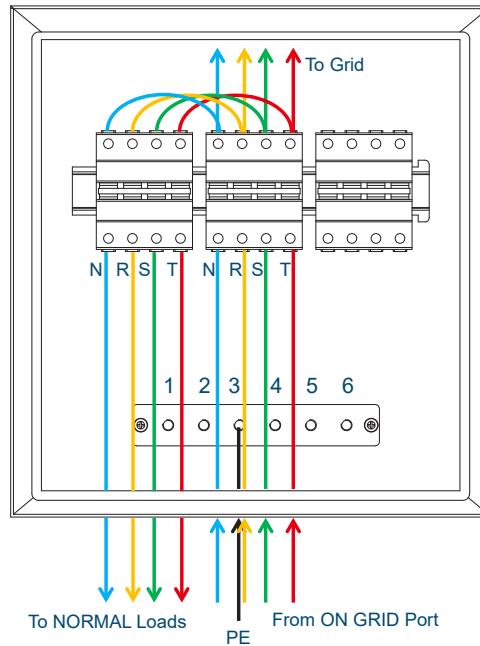 To Grid
N R S T N R S T
1 2 3 4 5 6
To NORMAL Loads
From ON GRID Port
PE